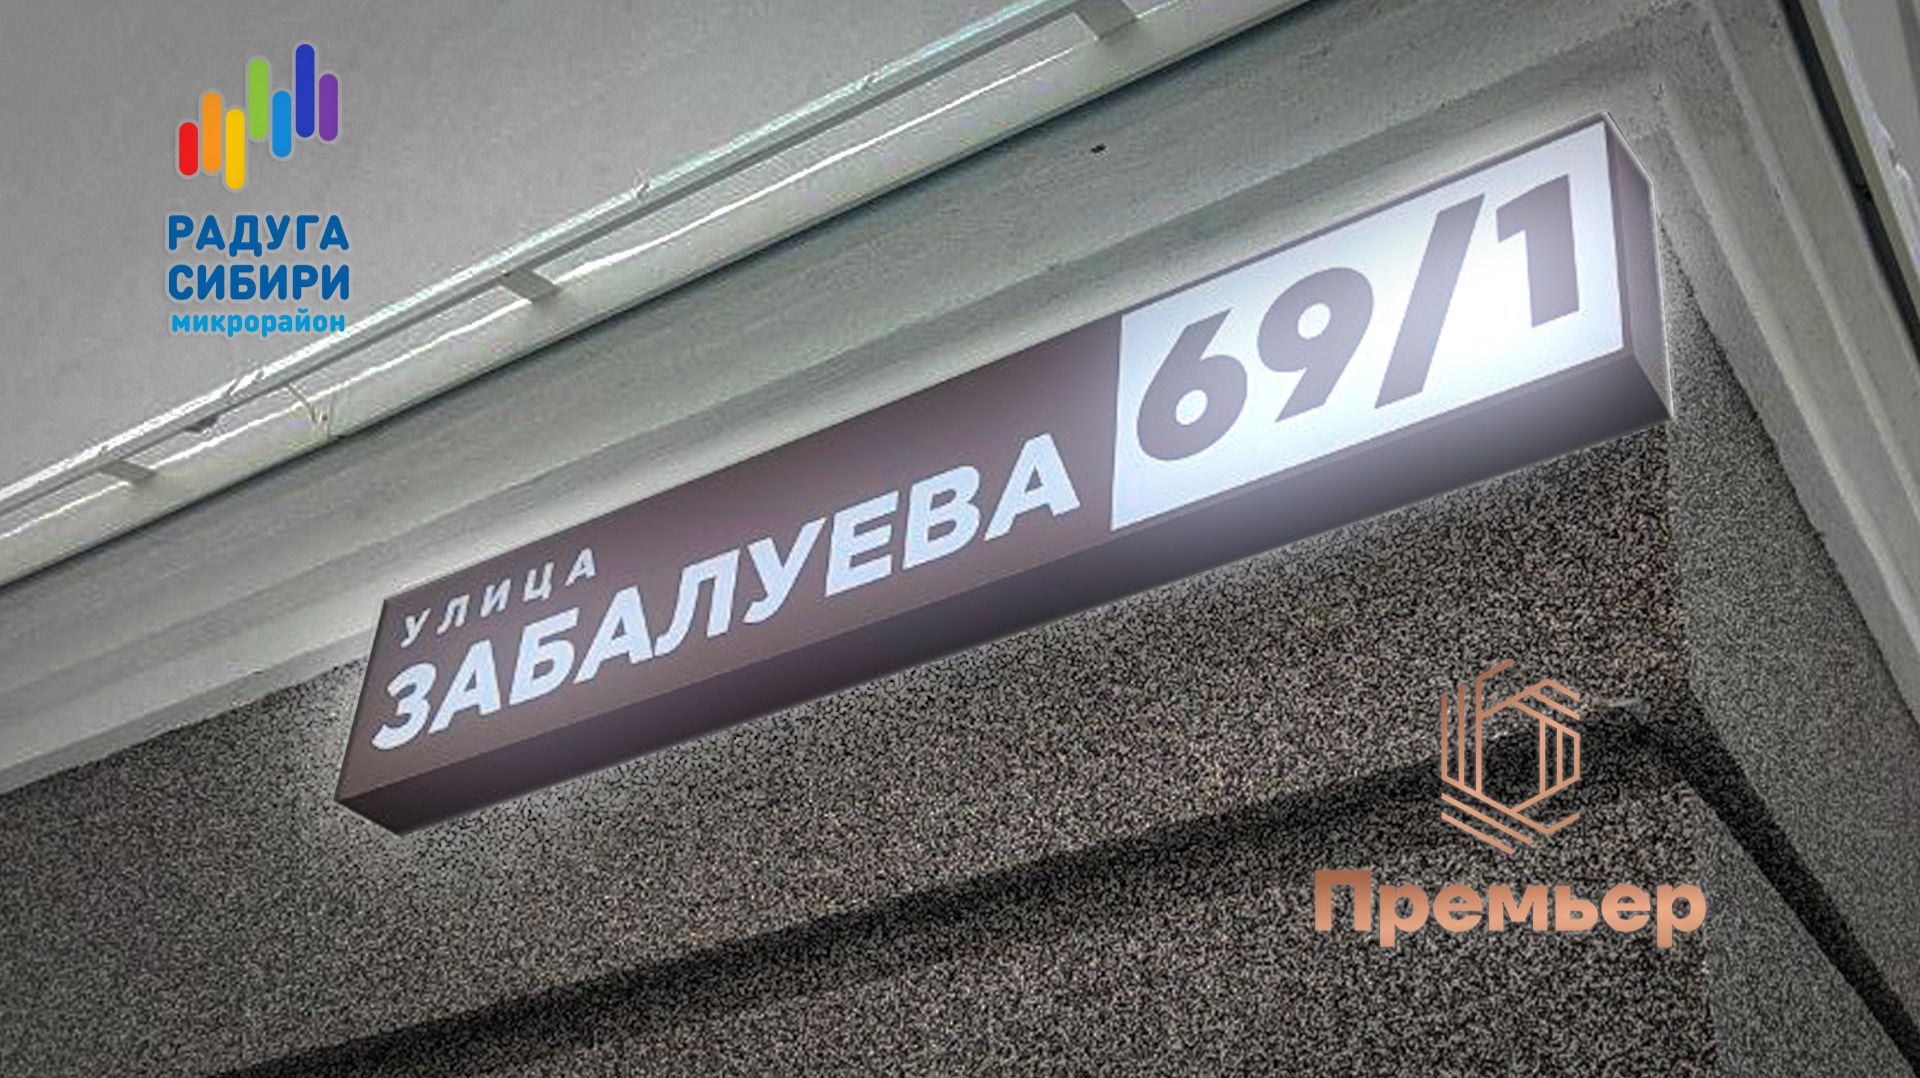 РАДУГА
СИБИРИ
микрорайон
УЛИЦА
ЗАБАЛУЕВА
69/1
Премьер